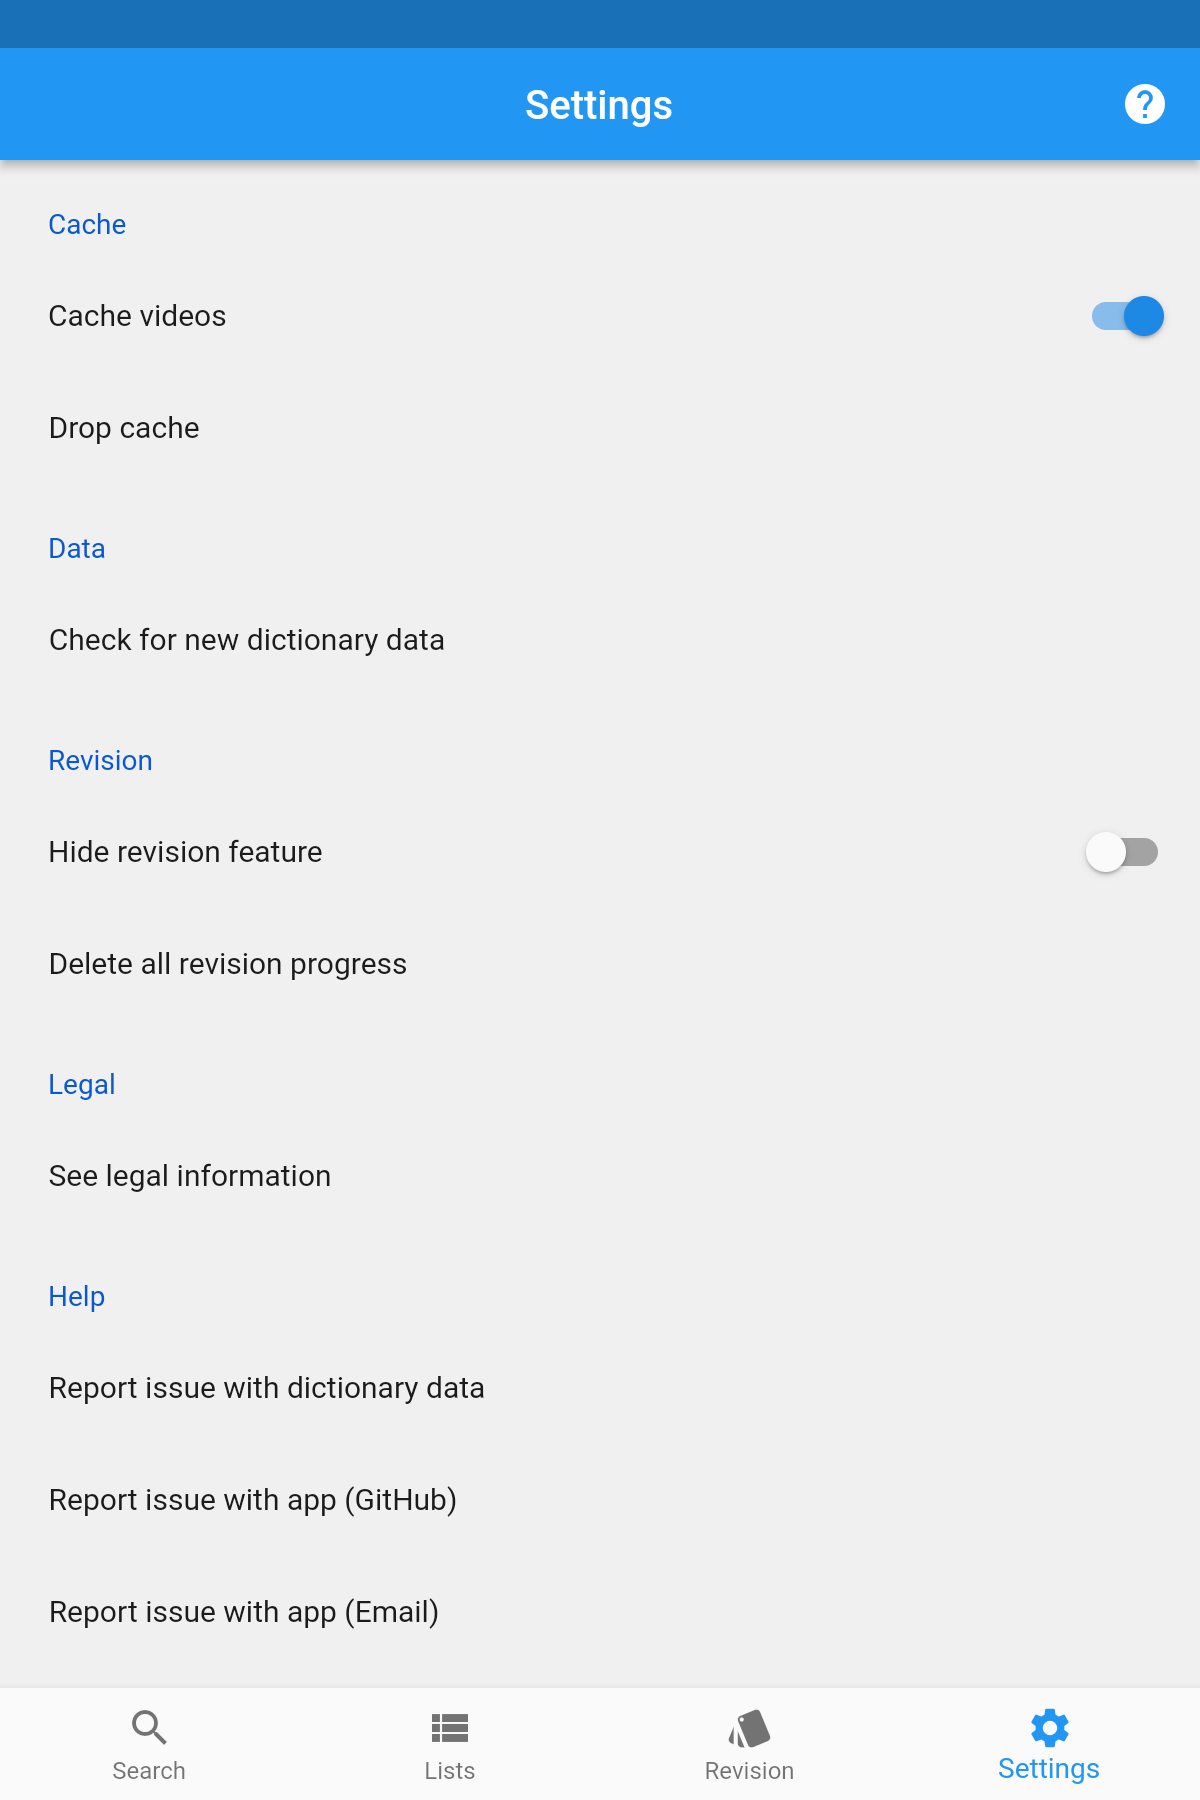 Settings
Cache
Cache videos
Drop cache
Data
Check for new dictionary data
Revision
Hide revision feature
Delete all revision progress
Legal
See legal information
Help
Report issue with dictionary data
Report issue with app (GitHub)
Report issue with app (Email)
Search
Lists
Revision
Settings